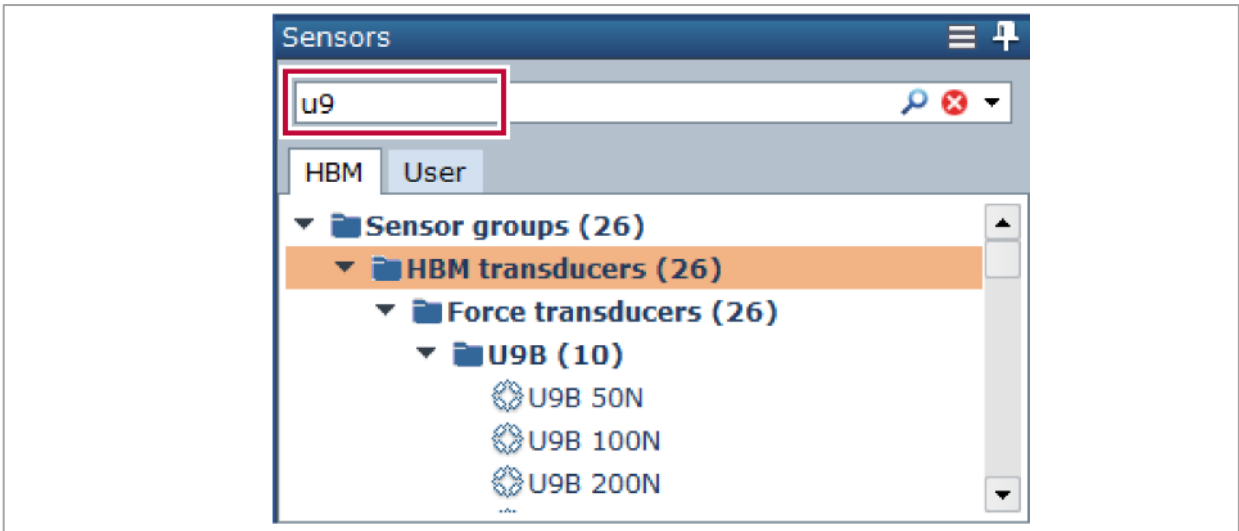 Sensors
u9
HBM User
Sensor groups (26)
HBM transducers (26)
Force transducers (26)
U9B (10)
U9B 50N
U9B 100N
U9B 200N